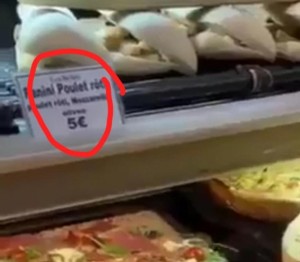 Panini Poulet rôti
Poulet rôti, Mozzarella
5€